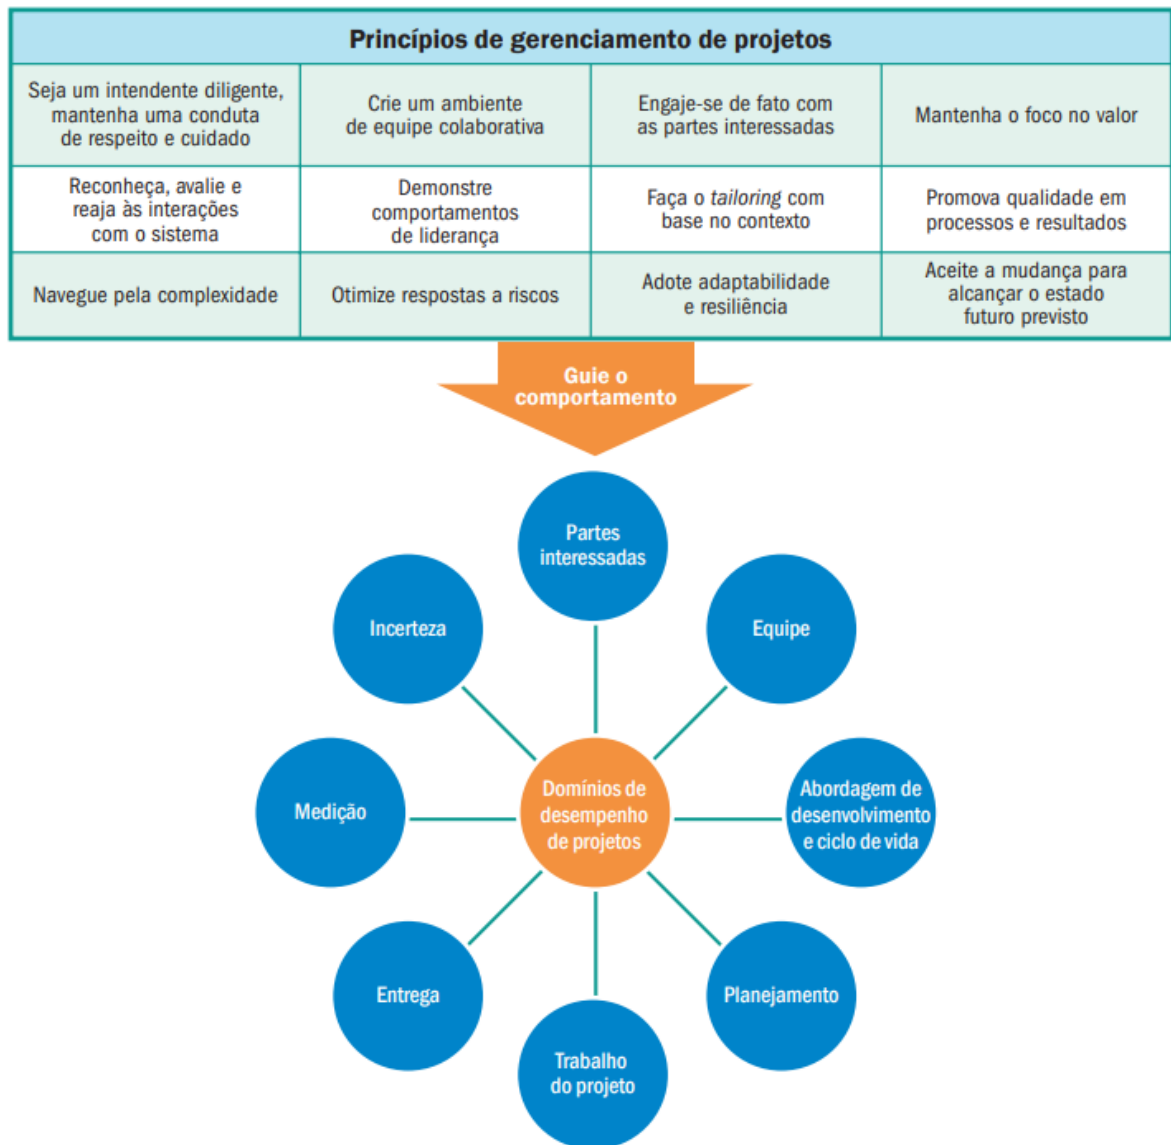 Princípios de gerenciamento de projetos
Seja um intendente diligente,
mantenha uma conduta
de respeito e cuidado
Crie um ambiente
de equipe colaborativa
Engaje-se de fato com
as partes interessadas
Mantenha o foco no valor
Reconheça, avalie e
reaja às interações
com o sistema
Demonstre
comportamentos
de liderança
Faça o tailoring com
base no contexto
Promova qualidade em
processos e resultados
Navegue pela complexidade
Otimize respostas a riscos
Adote adaptabilidade
e resiliência
Aceite a mudança para
alcançar o estado
futuro previsto
Guie o
comportamento
Partes
interessadas
Incerteza
Equipe
Domínios de
desempenho
de projetos
Medição
Abordagem de
desenvolvimento
e ciclo de vida
Entrega
Planejamento
Trabalho
do projeto